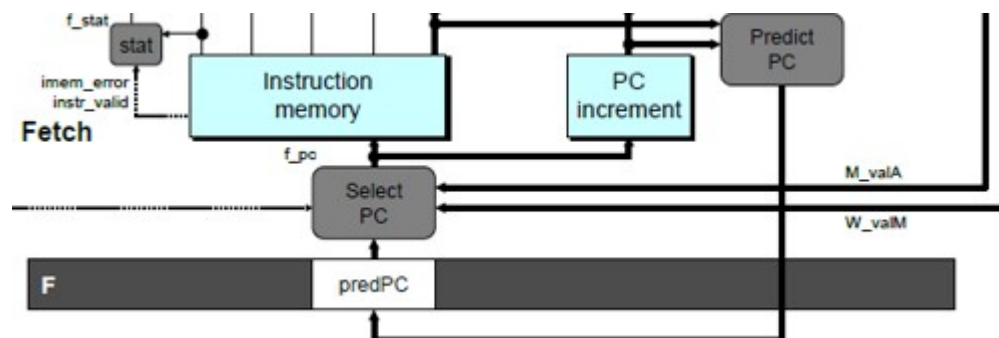 f_stat
stat
Predict
PC
imem_error
instr_valid
Instruction
memory
PC
increment
Fetch
f_pc
M_valA
Select
PC
W_valM
F
predPC